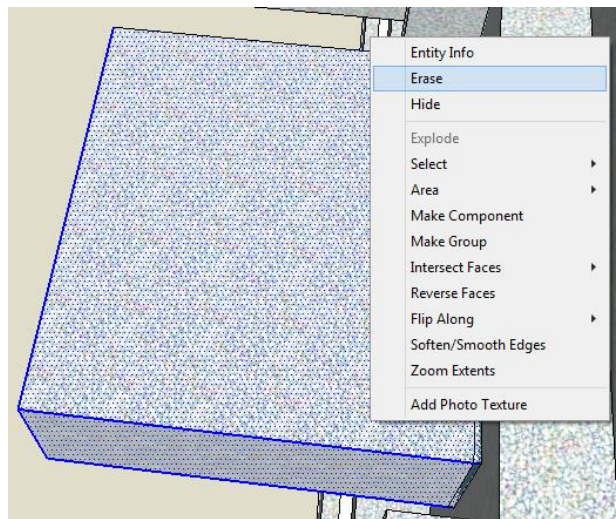 Entity Info
Erase
Hide
Explode
Select
Area
Make Component
Make Group
Intersect Faces
Reverse Faces
Flip Along
Soften/Smooth Edges
Zoom Extents
Add Photo Texture